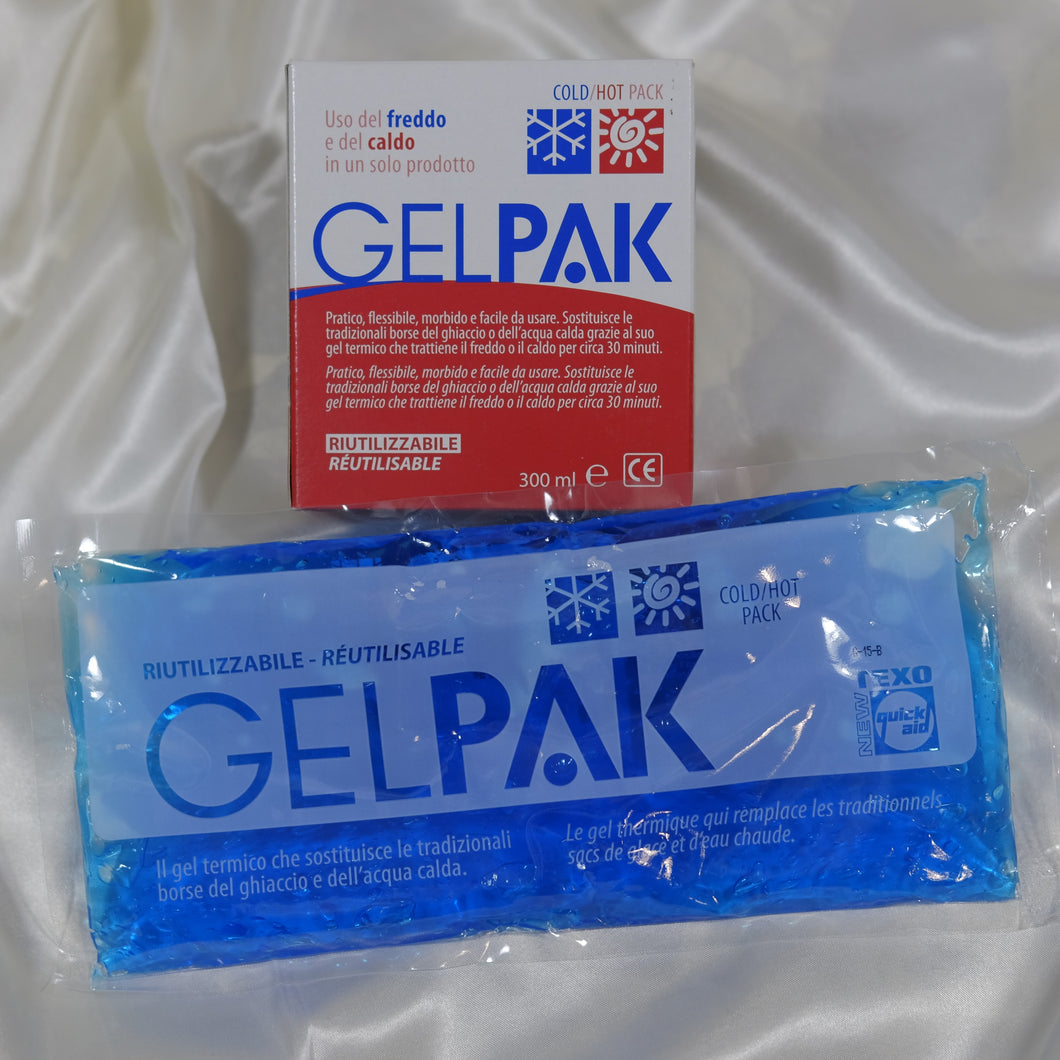 COLD/HOT PACK
Uso del freddo
e del caldo
in un solo prodotto
GELPAK
Pratico, flessibile, morbido e facile da usare. Sostituisce le
tradizionali borse del ghiaccio o dell'acqua calda grazie al suo
gel termico che trattiene il freddo o il caldo per circa 30 minuti.
Pratico, flessibile, morbido e facile da usare. Sostituisce le
tradizionali borse del ghiaccio o dell'acqua calda grazie al suo
gel termico che trattiene il freddo o il caldo per circa 30 minuti.
RIUTILIZZABILE
RÉUTILISABLE
300 ml ℮ CE
COLD/HOT
PACK
RIUTILIZZABILE - RÉUTILISABLE
GELPAK
NEW
quick
aid
Il gel termico che sostituisce le tradizionali
borse del ghiaccio e dell'acqua calda.
Le gel thermique qui remplace les traditionnels
sacs de glace et d'eau chaude.